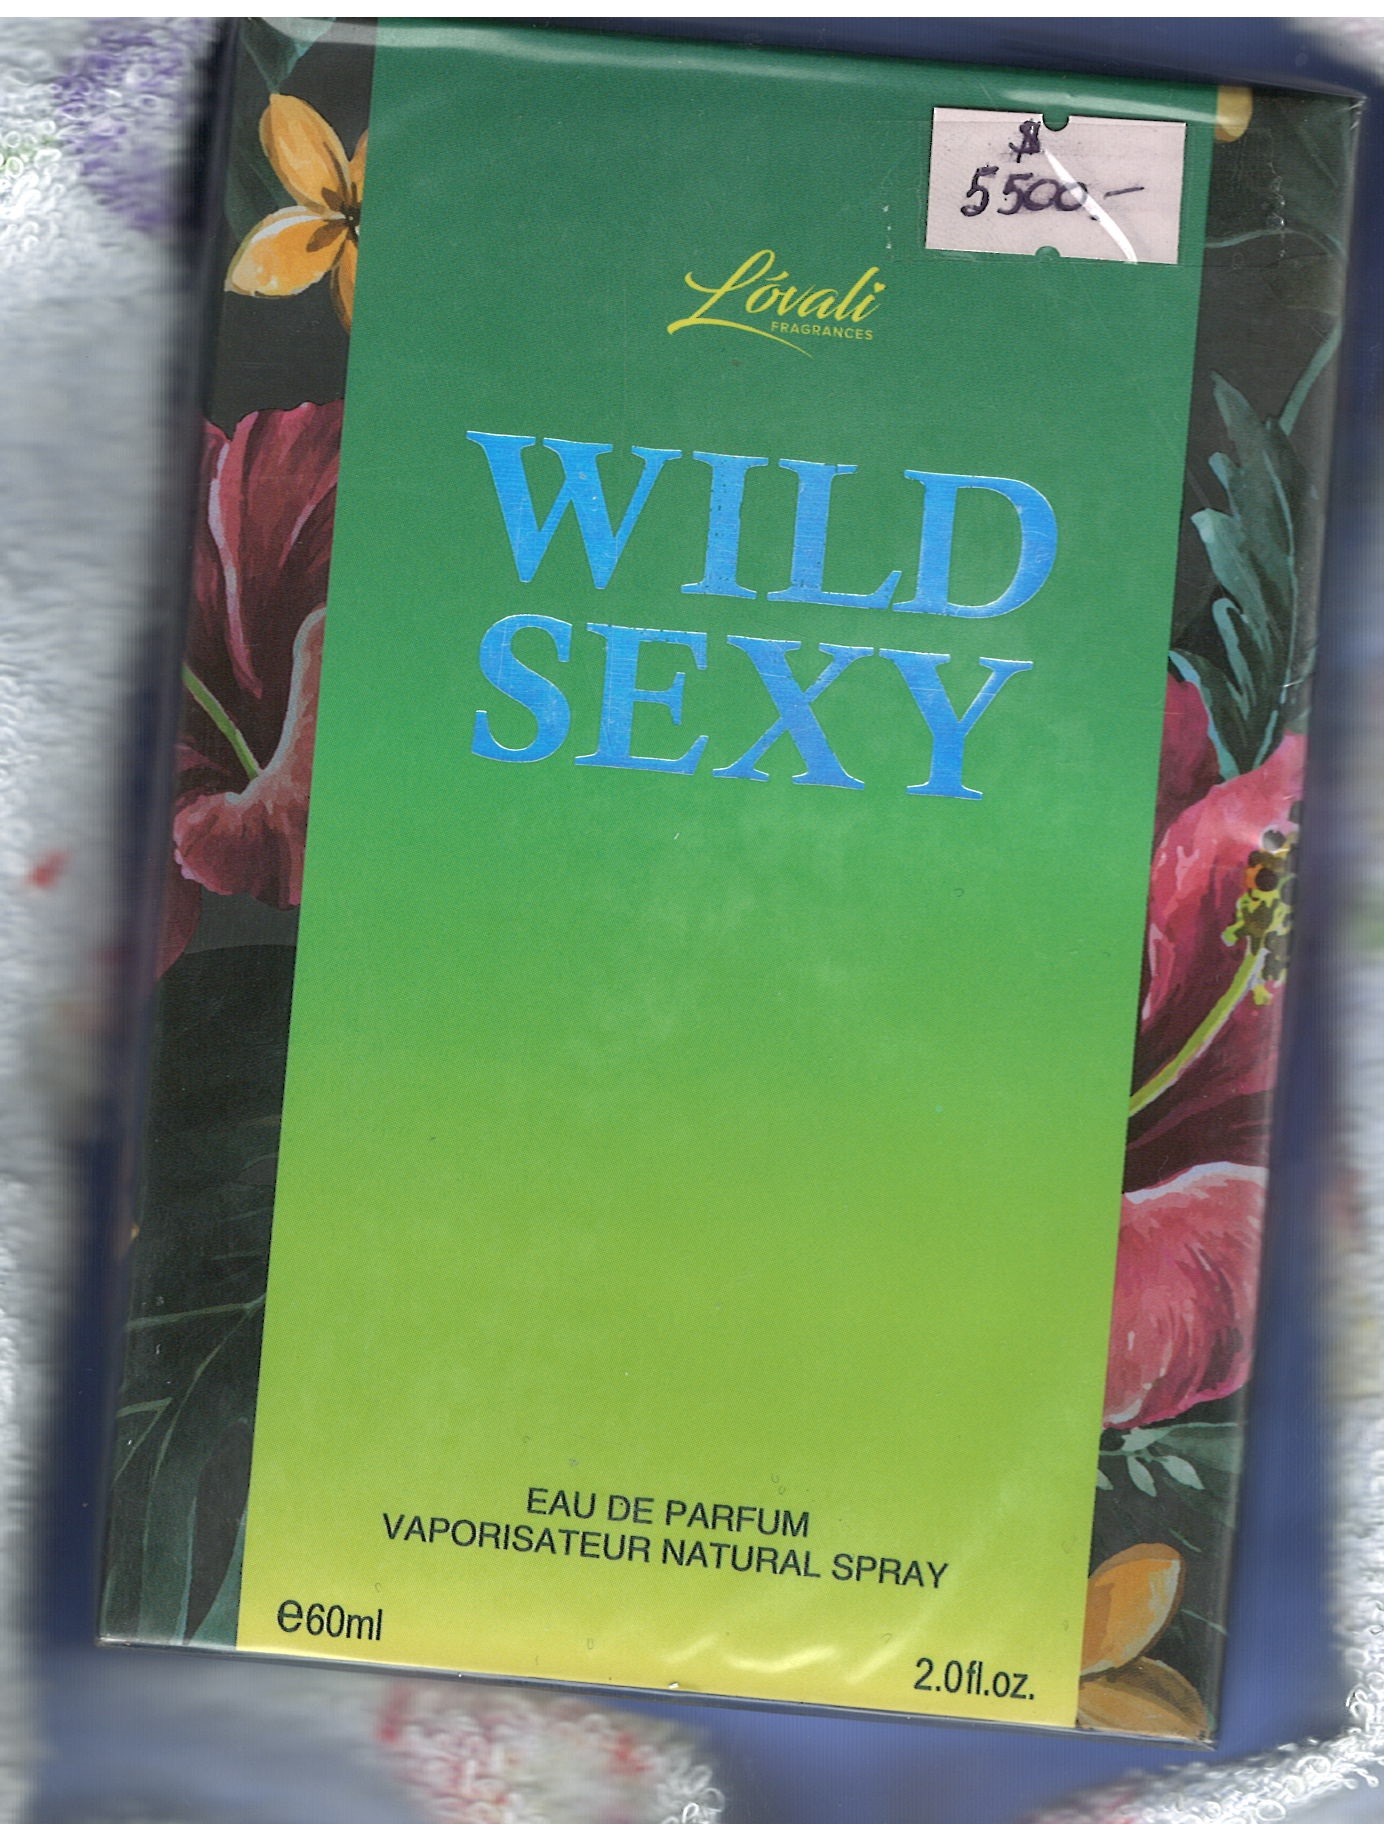 $
5500.-
Lóvali
FRAGRANCES
WILD
SEXY
EAU DE PARFUM
VAPORISATEUR NATURAL SPRAY
e60ml
2.0fl.oz.